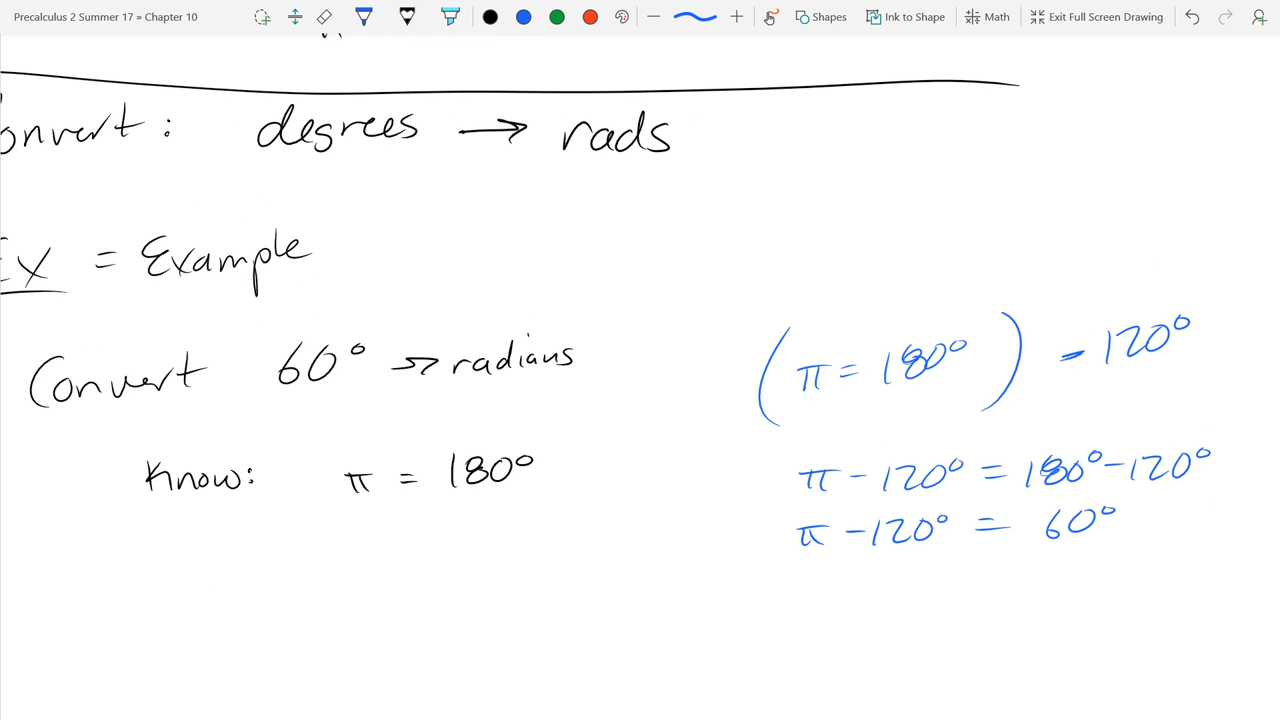 Precalculus 2 Summer 17 » Chapter 10
Shapes
Ink to Shape
Math
Exit Full Screen Drawing
onvert: degrees → rads
Ex = Example
Convert 60° → radians
Know: π = 180°
(π = 180°) - 120°
π - 120° = 180° - 120°
π - 120° = 60°